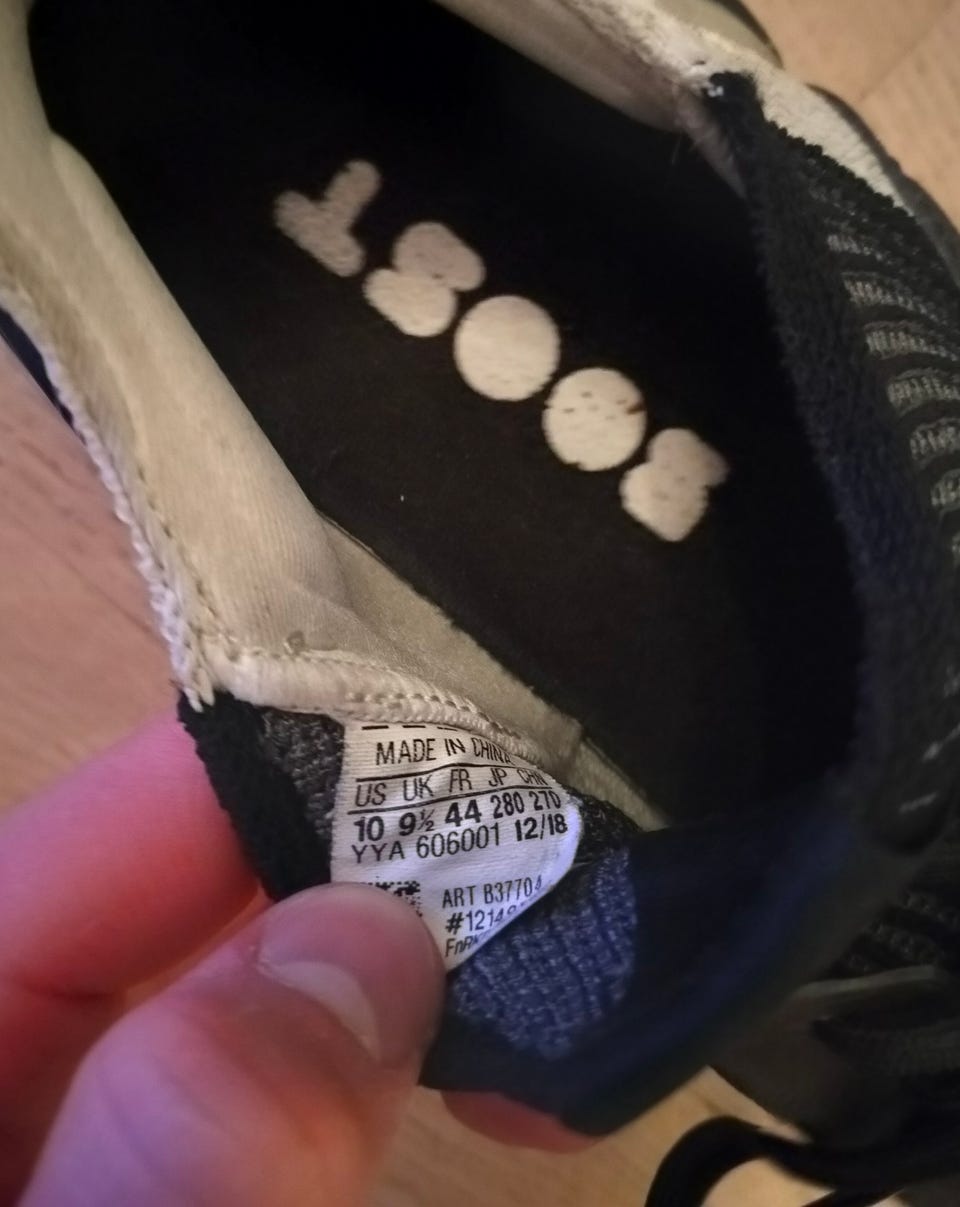 BOOST
MADE IN CHINA
US UK FR JP CHN
10 9½ 44 280 270
YYA 606001 12/18
ART B37704